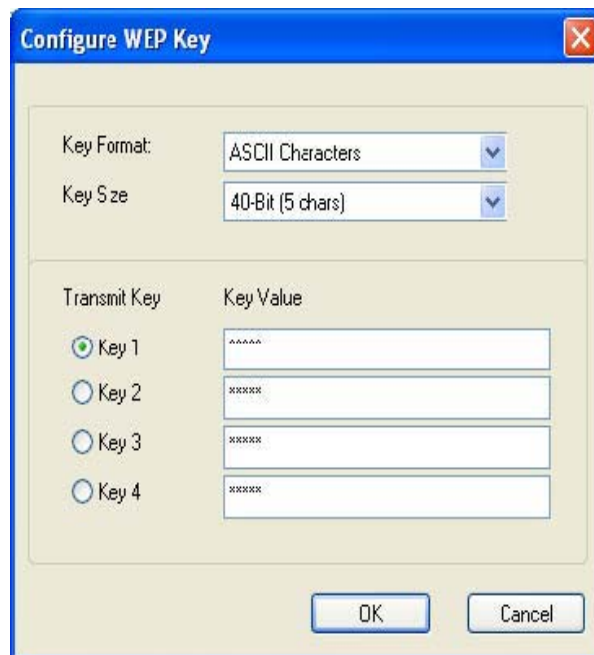 Configure WEP Key
Key Format: ASCII Characters
Key Size 40-Bit (5 chars)
Transmit Key Key Value
Key 1 ^^^^^
Key 2 *****
Key 3 *****
Key 4 *****
OK Cancel